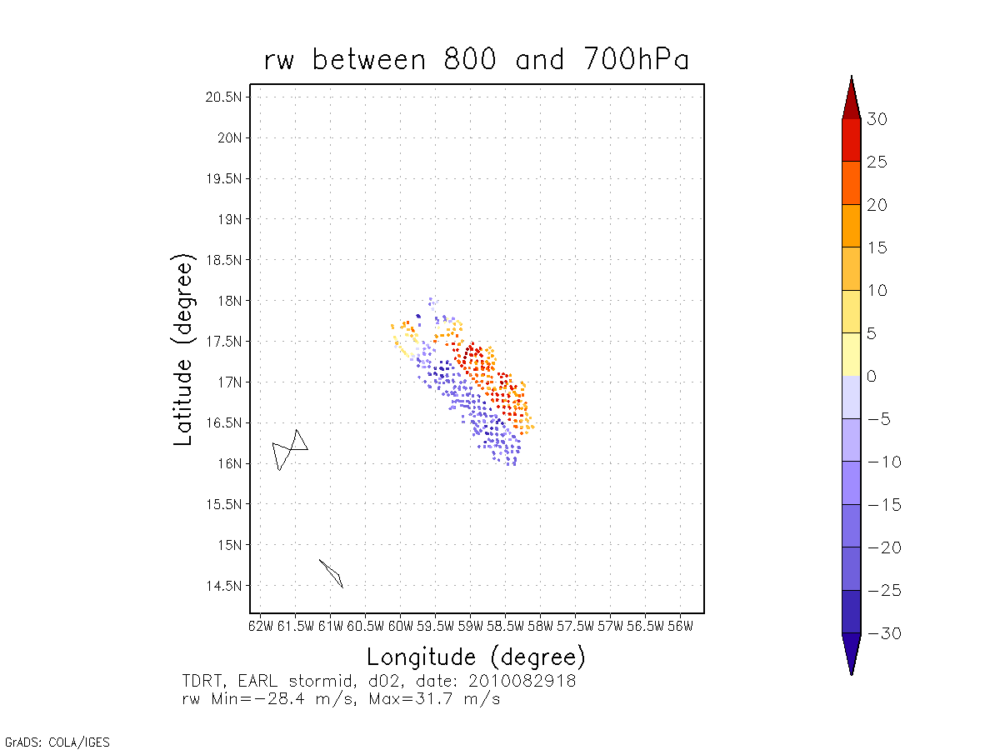 rw between 800 and 700hPa
20.5N
20N
19.5N
19N
18.5N
18N
17.5N
17N
16.5N
16N
15.5N
15N
14.5N
Latitude (degree)
62W 61.5W 61W 60.5W 60W 59.5W 59W 58.5W 58W 57.5W 57W 56.5W 56W
Longitude (degree)
30
25
20
15
10
5
0
−5
−10
−15
−20
−25
−30
TDRT, EARL stormid, d02, date: 2010082918
rw Min=−28.4 m/s, Max=31.7 m/s
GrADS: COLA/IGES